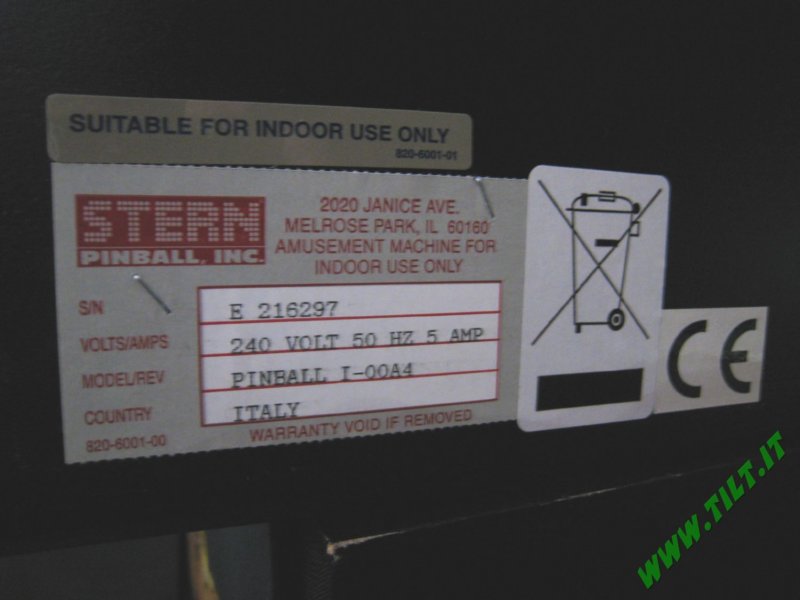 SUITABLE FOR INDOOR USE ONLY
820-6001-01
STERN
PINBALL, INC.
2020 JANICE AVE.
MELROSE PARK, IL 60160
AMUSEMENT MACHINE FOR
INDOOR USE ONLY
S/N E 216297
VOLTS/AMPS 240 VOLT 50 HZ 5 AMP
MODEL/REV PINBALL I-00A4
COUNTRY ITALY
820-6001-00
WARRANTY VOID IF REMOVED
CE
WWW.TILT.IT